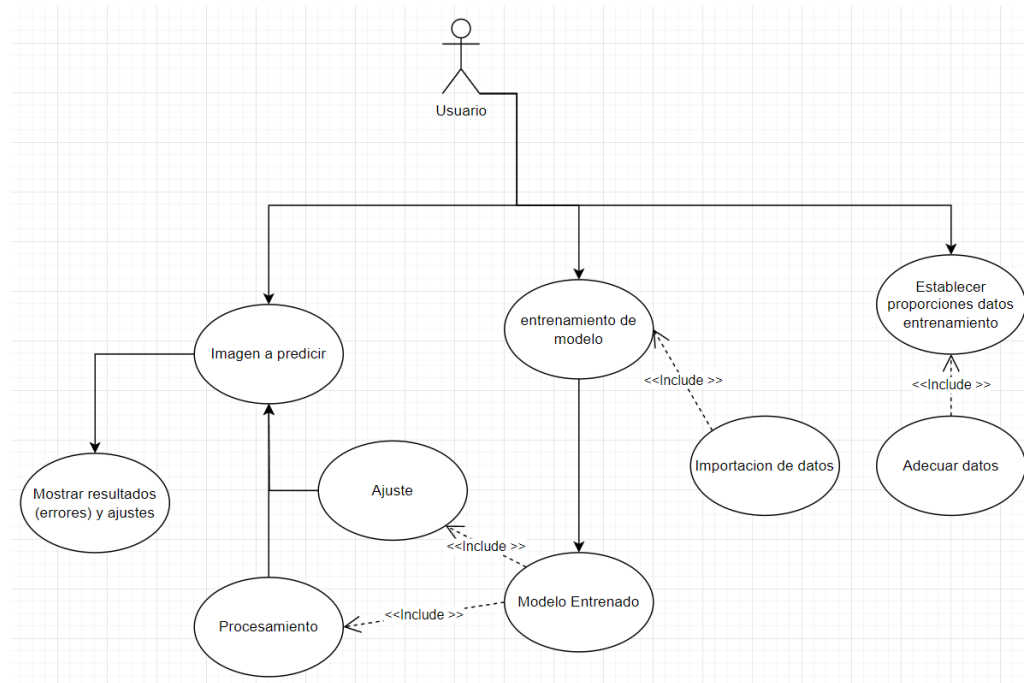 Usuario
Establecer
proporciones datos
entrenamiento
entrenamiento de
modelo
Imagen a predicir
<<Include >>
<<Include >>
Importacion de datos
Adecuar datos
Mostrar resultados
(errores) y ajustes
Ajuste
<<Include >>
Modelo Entrenado
<<Include >>
Procesamiento